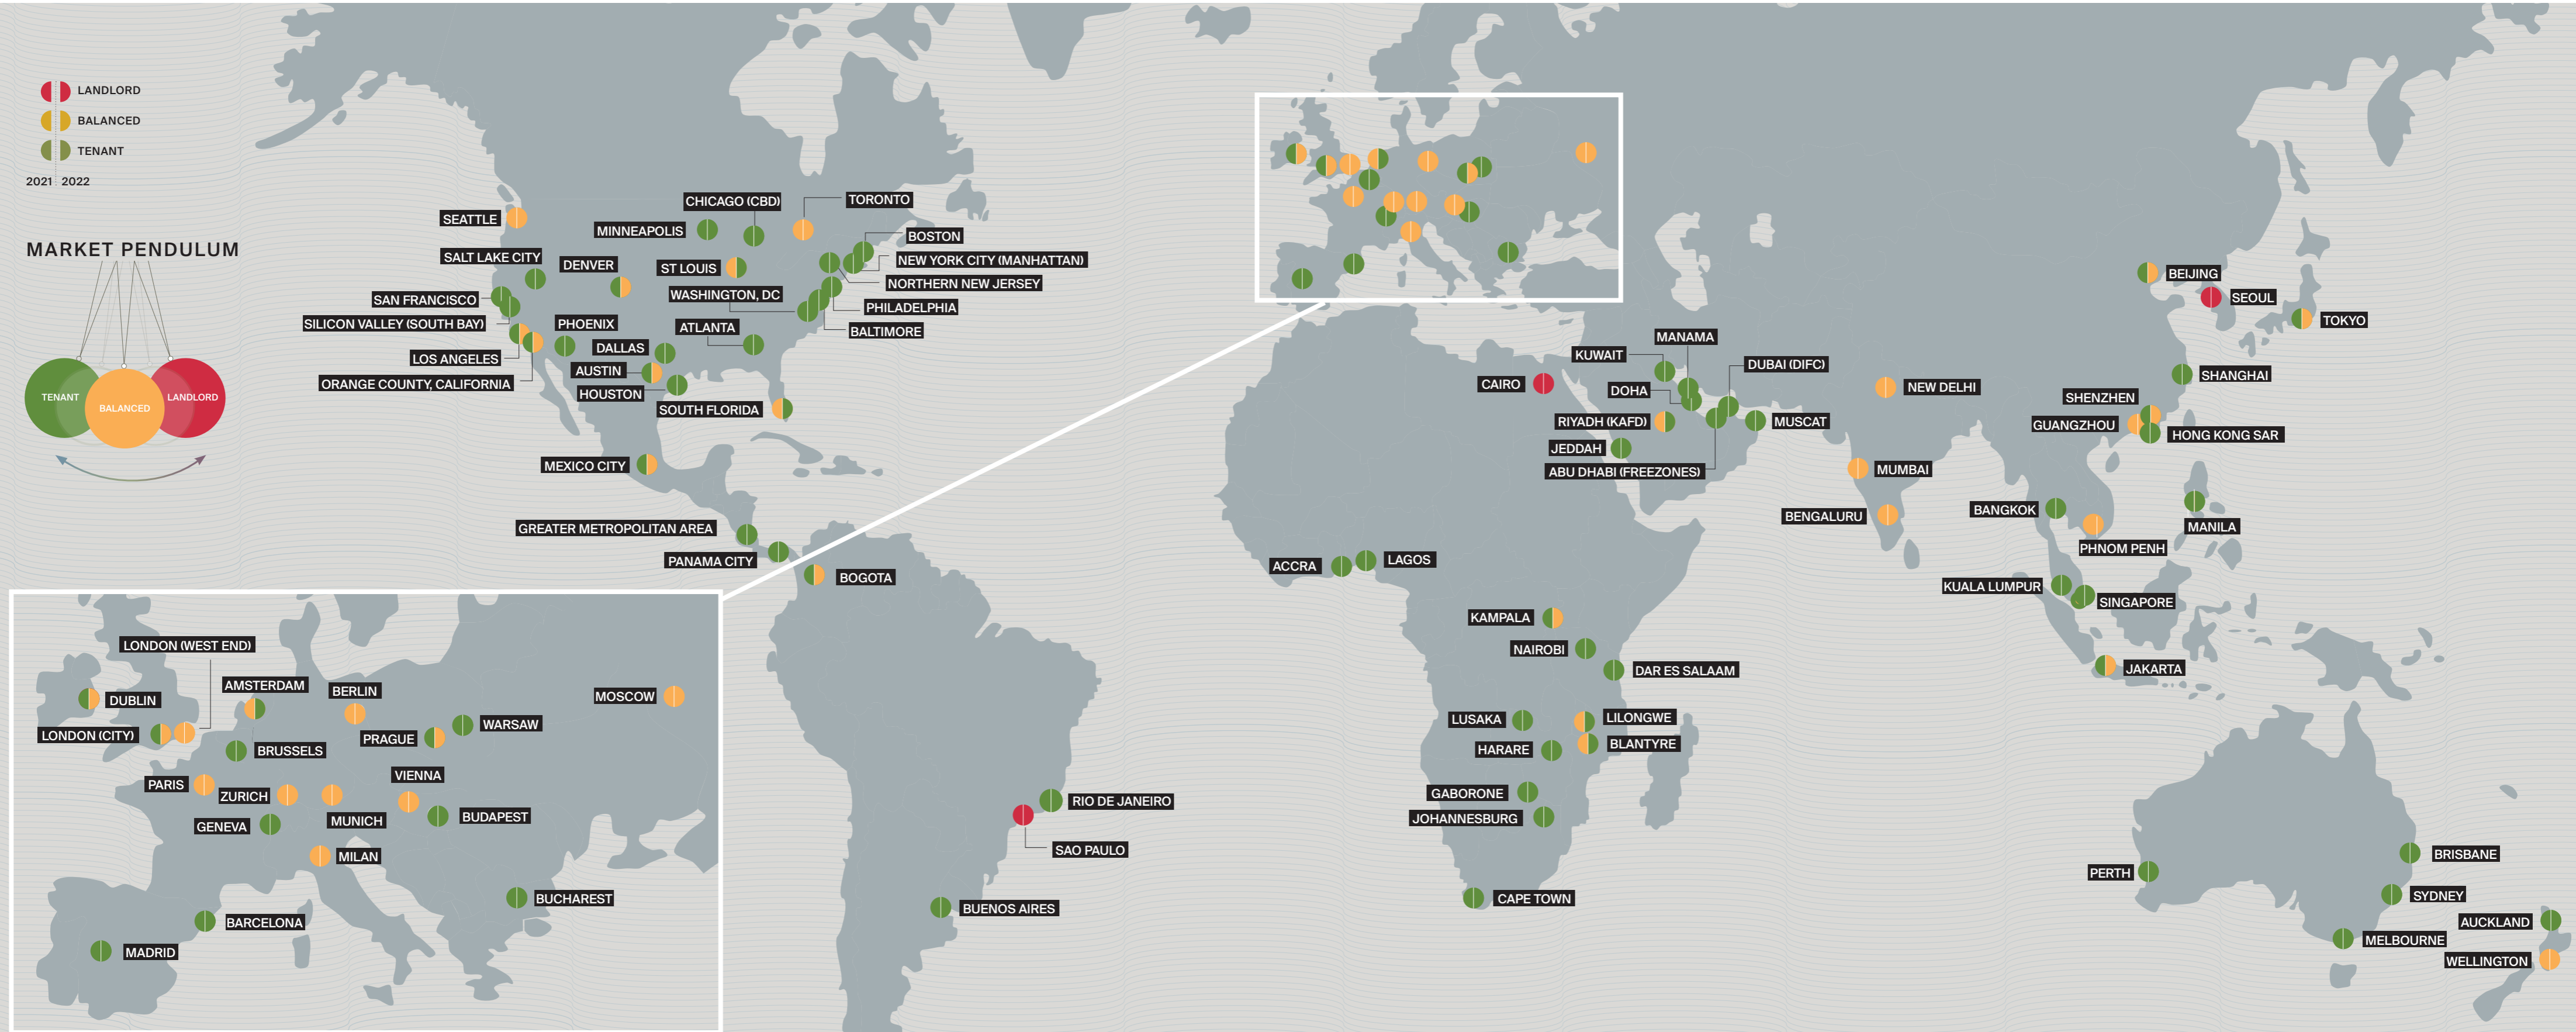 LANDLORD
BALANCED
TENANT
2021 2022
MARKET PENDULUM
TENANT
BALANCED
LANDLORD
SEATTLE
SALT LAKE CITY
DENVER
SAN FRANCISCO
SILICON VALLEY (SOUTH BAY)
LOS ANGELES
ORANGE COUNTY, CALIFORNIA
PHOENIX
MINNEAPOLIS
CHICAGO (CBD)
TORONTO
ST LOUIS
WASHINGTON, DC
ATLANTA
DALLAS
AUSTIN
HOUSTON
SOUTH FLORIDA
BOSTON
NEW YORK CITY (MANHATTAN)
NORTHERN NEW JERSEY
PHILADELPHIA
BALTIMORE
MEXICO CITY
GREATER METROPOLITAN AREA
PANAMA CITY
BOGOTA
RIO DE JANEIRO
SAO PAULO
BUENOS AIRES
LONDON (WEST END)
DUBLIN
AMSTERDAM
BERLIN
MOSCOW
LONDON (CITY)
BRUSSELS
PRAGUE
WARSAW
PARIS
ZURICH
VIENNA
GENEVA
MUNICH
BUDAPEST
MILAN
BUCHAREST
BARCELONA
MADRID
CAIRO
KUWAIT
MANAMA
DUBAI (DIFC)
DOHA
RIYADH (KAFD)
MUSCAT
JEDDAH
ABU DHABI (FREEZONES)
ACCRA
LAGOS
KAMPALA
NAIROBI
DAR ES SALAAM
LUSAKA
LILONGWE
HARARE
BLANTYRE
GABORONE
JOHANNESBURG
CAPE TOWN
NEW DELHI
MUMBAI
BENGALURU
BEIJING
SEOUL
TOKYO
SHANGHAI
SHENZHEN
GUANGZHOU
HONG KONG SAR
BANGKOK
MANILA
PHNOM PENH
KUALA LUMPUR
SINGAPORE
JAKARTA
PERTH
BRISBANE
SYDNEY
AUCKLAND
MELBOURNE
WELLINGTON